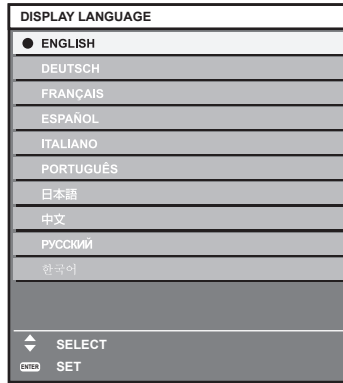 DISPLAY LANGUAGE
ENGLISH
DEUTSCH
FRANÇAIS
ESPAÑOL
ITALIANO
PORTUGUÊS
日本語
中文
РУССКИЙ
한국어
SELECT
ENTER SET